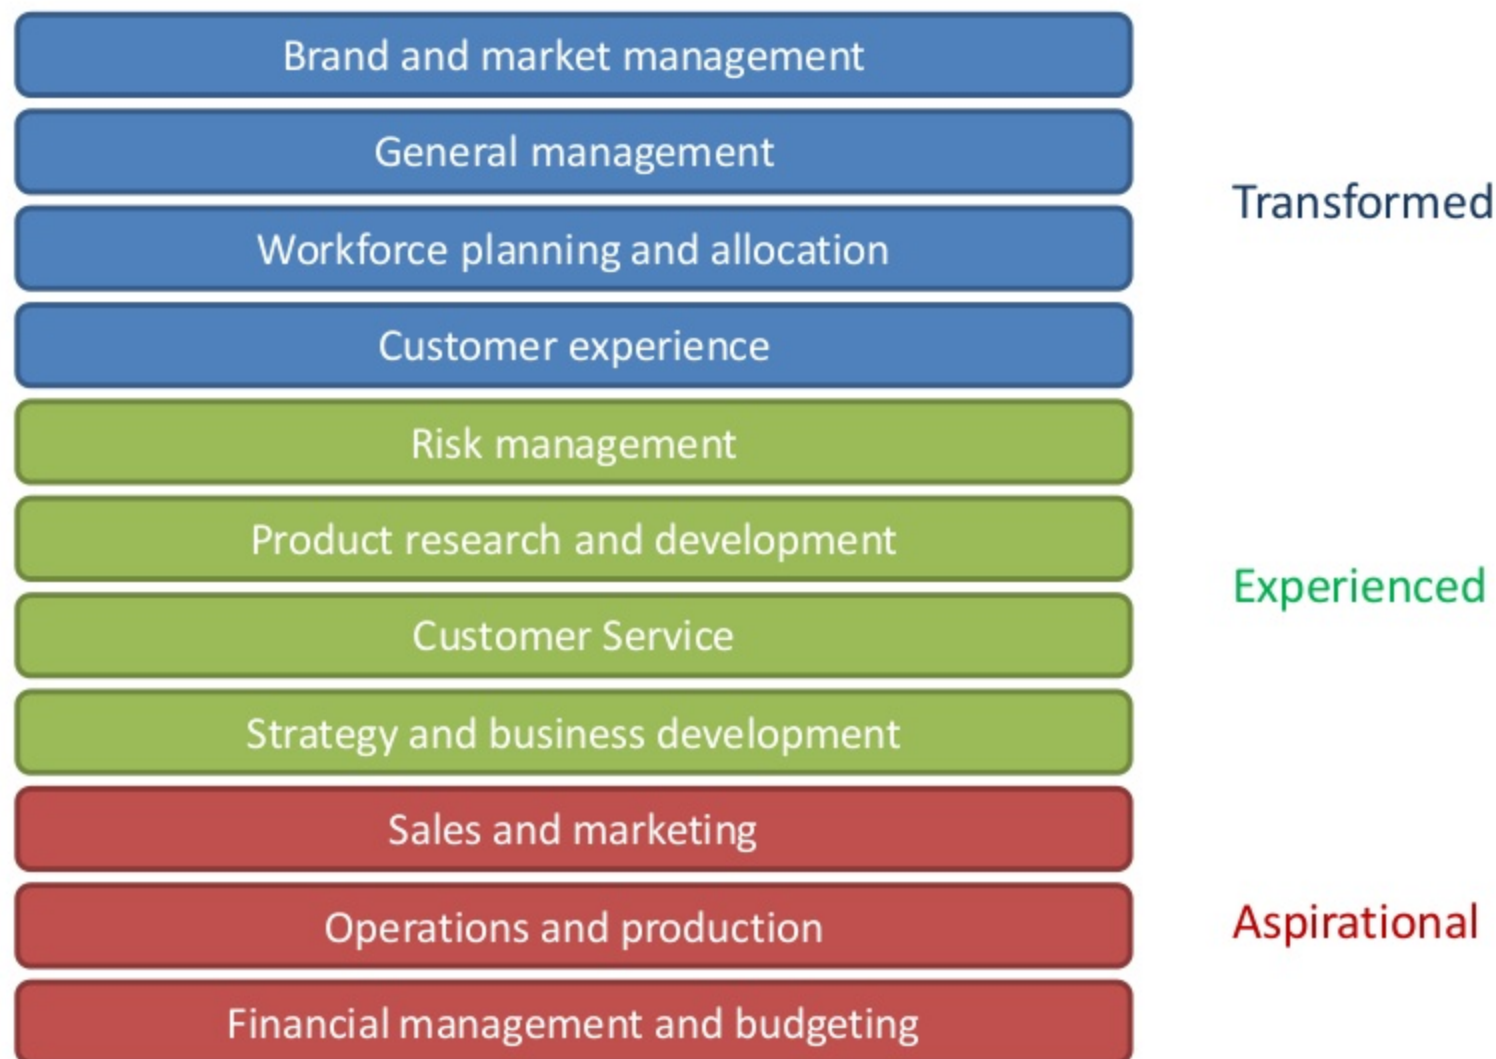 Brand and market management
General management
Transformed
Workforce planning and allocation
Customer experience
Risk management
Product research and development
Experienced
Customer Service
Strategy and business development
Sales and marketing
Operations and production
Aspirational
Financial management and budgeting